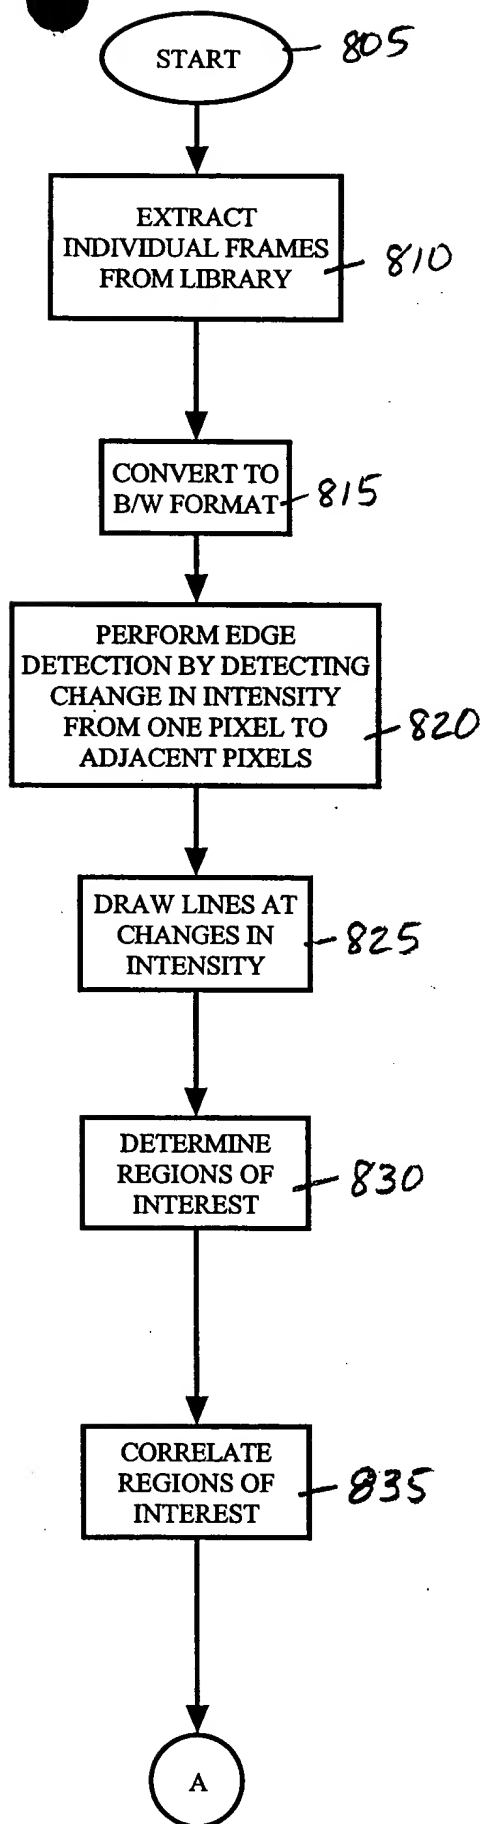 START
805
EXTRACT
INDIVIDUAL FRAMES
FROM LIBRARY
810
CONVERT TO
B/W FORMAT
815
PERFORM EDGE
DETECTION BY DETECTING
CHANGE IN INTENSITY
FROM ONE PIXEL TO
ADJACENT PIXELS
820
DRAW LINES AT
CHANGES IN
INTENSITY
825
DETERMINE
REGIONS OF
INTEREST
830
CORRELATE
REGIONS OF
INTEREST
835
A